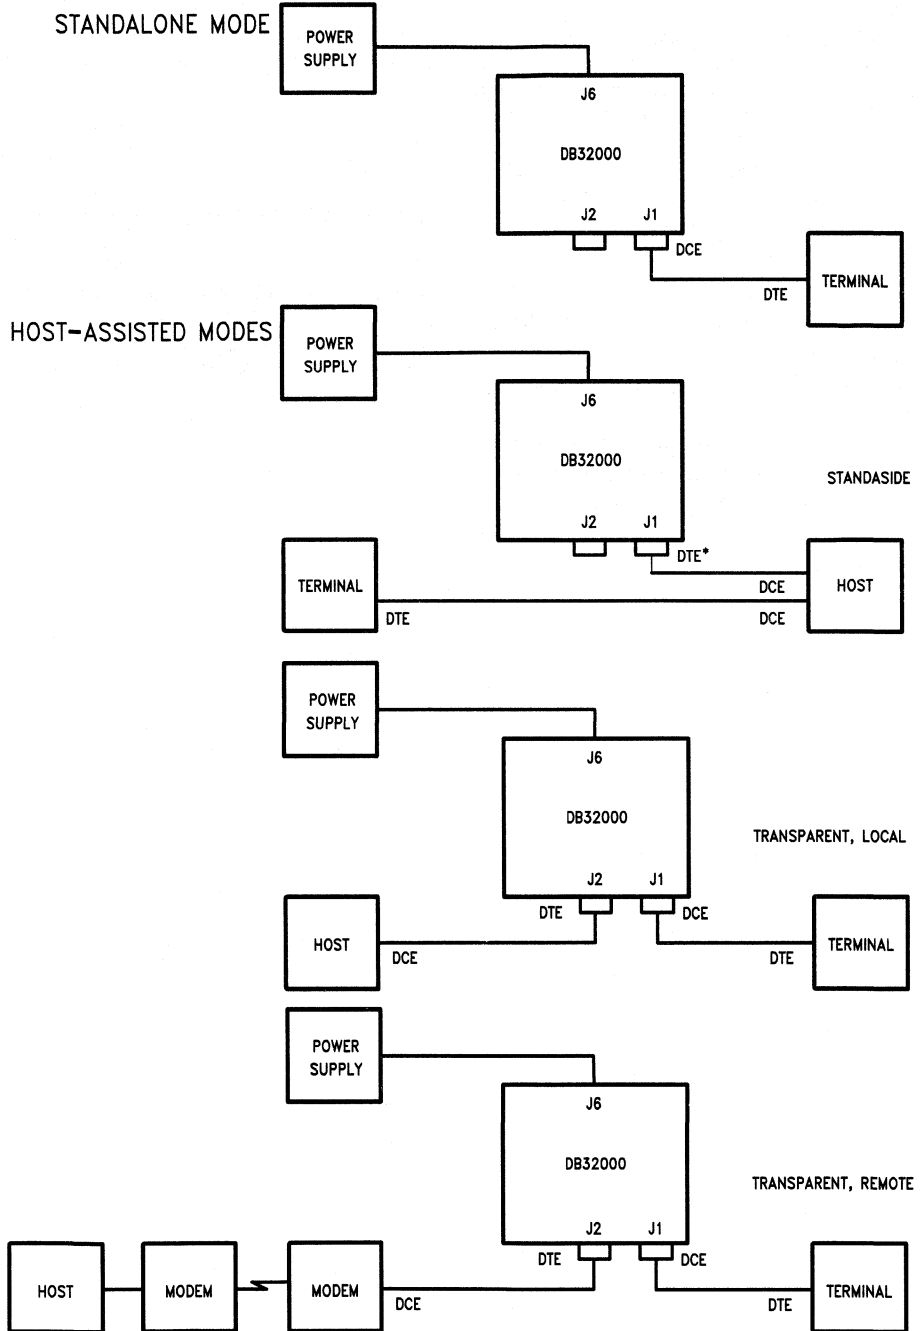 STANDALONE MODE
POWER
SUPPLY
J6
DB32000
J2 J1
DCE
DTE
TERMINAL
HOST-ASSISTED MODES
POWER
SUPPLY
J6
DB32000
STANDASIDE
J2 J1
DTE*
TERMINAL
DCE
HOST
DTE
DCE
POWER
SUPPLY
J6
DB32000
TRANSPARENT, LOCAL
J2 J1
DTE
DCE
HOST
DCE
DTE
TERMINAL
POWER
SUPPLY
J6
DB32000
TRANSPARENT, REMOTE
J2 J1
DTE
DCE
HOST
MODEM
MODEM
DCE
DTE
TERMINAL